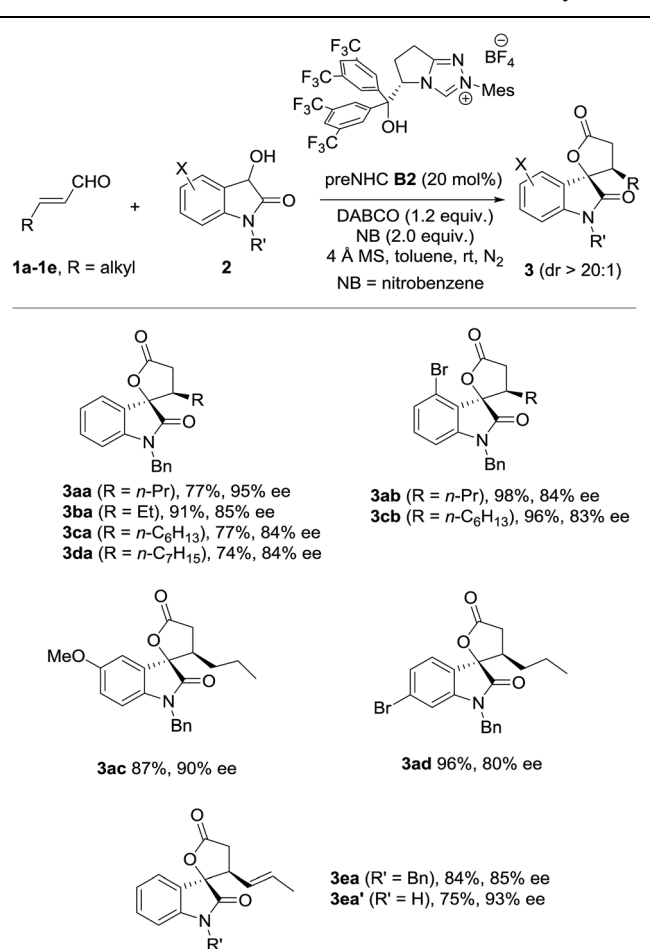 F3C
F3C
F3C
F3C
OH
N
N
N
⊕
Mes
⊖
BF4
R
CHO
+
X
OH
O
N
R'
preNHC B2 (20 mol%)
DABCO (1.2 equiv.)
NB (2.0 equiv.)
4 Å MS, toluene, rt, N2
NB = nitrobenzene
O
O
X
R
O
N
R'
1a-1e, R = alkyl
2
3 (dr > 20:1)
O
O
R
O
N
Bn
3aa (R = n-Pr), 77%, 95% ee
3ba (R = Et), 91%, 85% ee
3ca (R = n-C6H13), 77%, 84% ee
3da (R = n-C7H15), 74%, 84% ee
O
Br
O
R
O
N
Bn
3ab (R = n-Pr), 98%, 84% ee
3cb (R = n-C6H13), 96%, 83% ee
O
O
MeO
O
N
Bn
3ac 87%, 90% ee
O
O
O
Br
N
Bn
3ad 96%, 80% ee
O
O
O
N
R'
3ea (R' = Bn), 84%, 85% ee
3ea' (R' = H), 75%, 93% ee